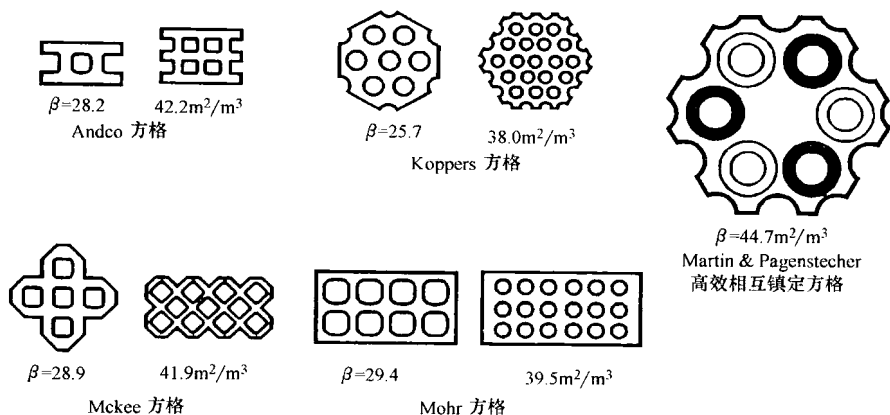 β=28.2 42.2m²/m³
Andco 方格
β=25.7 38.0m²/m³
Koppers 方格
β=44.7m²/m³
Martin & Pagenstecher
高效相互镇定方格
β=28.9 41.9m²/m³
Mckee 方格
β=29.4 39.5m²/m³
Mohr 方格